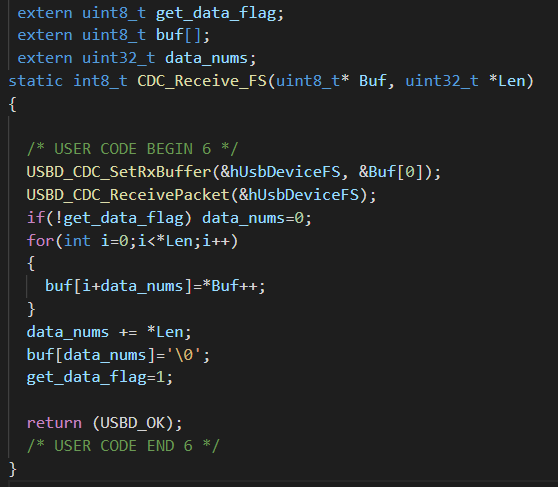 extern uint8_t get_data_flag;
extern uint8_t buf[];
extern uint32_t data_nums;
static int8_t CDC_Receive_FS(uint8_t* Buf, uint32_t *Len)
{
/* USER CODE BEGIN 6 */
USBD_CDC_SetRxBuffer(&hUsbDeviceFS, &Buf[0]);
USBD_CDC_ReceivePacket(&hUsbDeviceFS);
if(!get_data_flag) data_nums=0;
for(int i=0;i<*Len;i++)
{
buf[i+data_nums]=*Buf++;
}
data_nums += *Len;
buf[data_nums]='\0';
get_data_flag=1;
return (USBD_OK);
/* USER CODE END 6 */
}